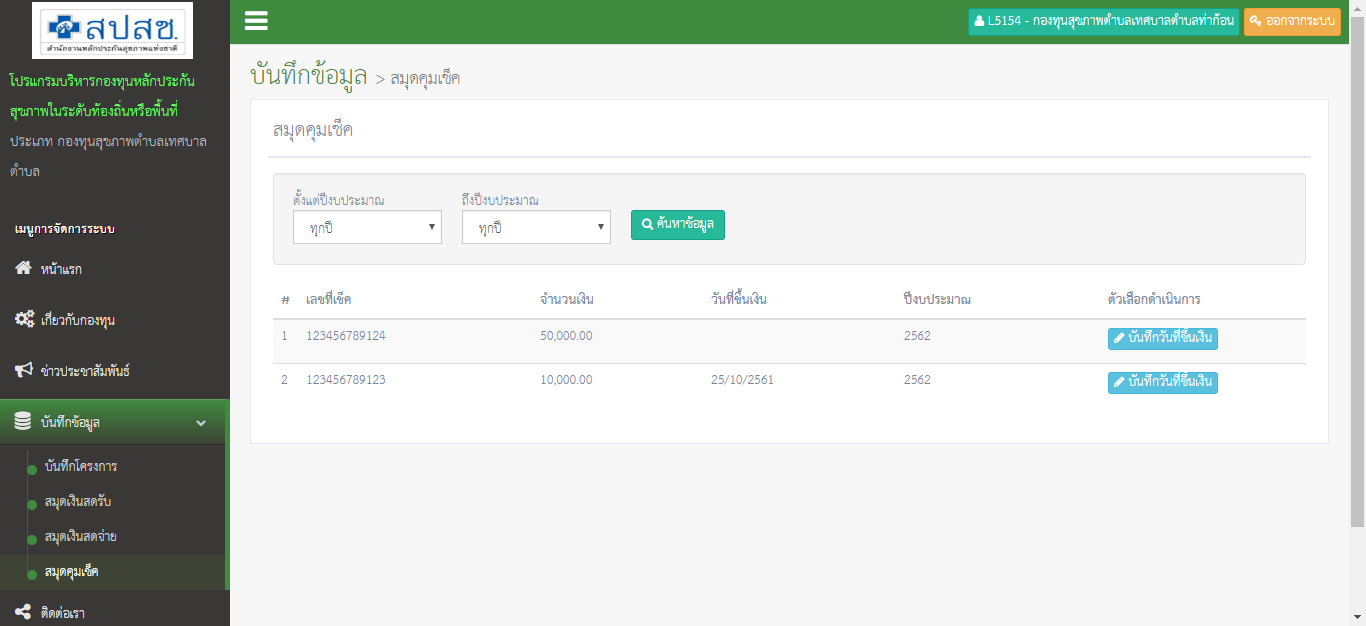 สปสช.
สำนักงานหลักประกันสุขภาพแห่งชาติ
โปรแกรมบริหารกองทุนหลักประกัน
สุขภาพในระดับท้องถิ่นหรือพื้นที่
ประเภท กองทุนสุขภาพตำบลเทศบาล
ตำบล
เมนูการจัดการระบบ
หน้าแรก
เกี่ยวกับกองทุน
ข่าวประชาสัมพันธ์
บันทึกข้อมูล
บันทึกโครงการ
สมุดเงินสดรับ
สมุดเงินสดจ่าย
สมุดคุมเช็ค
ติดต่อเรา
L5154 - กองทุนสุขภาพตำบลเทศบาลตำบลท่าก้อน
ออกจากระบบ
บันทึกข้อมูล > สมุดคุมเช็ค
สมุดคุมเช็ค
ตั้งแต่ปีงบประมาณ ถึงปีงบประมาณ
ทุกปี ทุกปี ค้นหาข้อมูล
# เลขที่เช็ค จำนวนเงิน วันที่ขึ้นเงิน ปีงบประมาณ ตัวเลือกดำเนินการ
1 123456789124 50,000.00 2562 บันทึกวันที่ขึ้นเงิน
2 123456789123 10,000.00 25/10/2561 2562 บันทึกวันที่ขึ้นเงิน